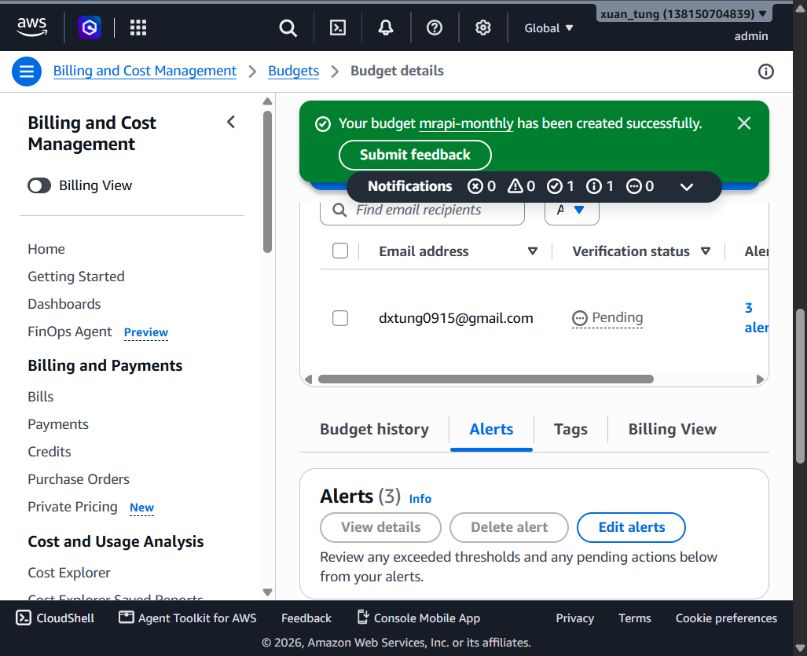 aws
Global
xuan_tung (138150704839)
admin
Billing and Cost Management > Budgets > Budget details
Billing and Cost Management
Billing View
Home
Getting Started
Dashboards
FinOps Agent Preview
Billing and Payments
Bills
Payments
Credits
Purchase Orders
Private Pricing New
Cost and Usage Analysis
Cost Explorer
Cost Explorer Saved Reports
Your budget mrapi-monthly has been created successfully.
Submit feedback
Notifications 0 0 1 1 0
Find email recipients
Email address Verification status Aler
dxtung0915@gmail.com Pending 3
aler
Budget history Alerts Tags Billing View
Alerts (3) Info
View details Delete alert Edit alerts
Review any exceeded thresholds and any pending actions below
from your alerts.
CloudShell Agent Toolkit for AWS Feedback Console Mobile App Privacy Terms Cookie preferences
© 2026, Amazon Web Services, Inc. or its affiliates.